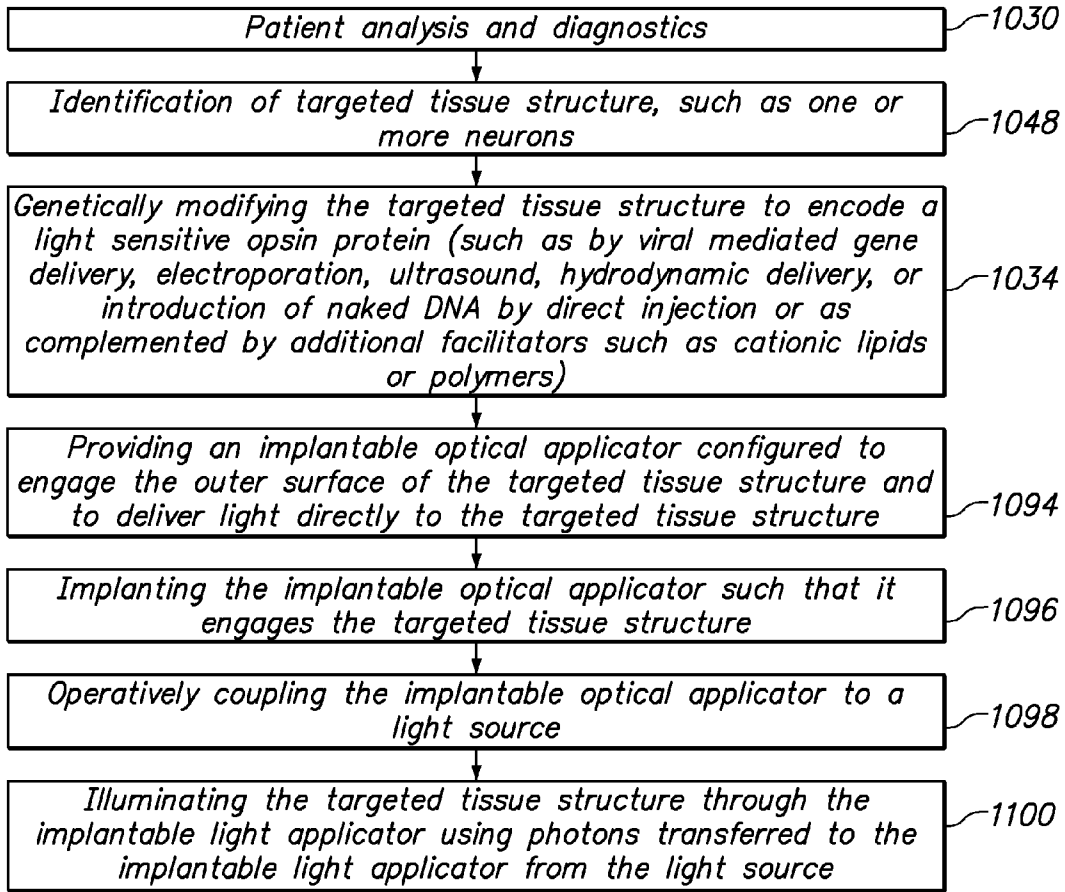 Patient analysis and diagnostics
1030
Identification of targeted tissue structure, such as one or
more neurons
1048
Genetically modifying the targeted tissue structure to encode a
light sensitive opsin protein (such as by viral mediated gene
delivery, electroporation, ultrasound, hydrodynamic delivery, or
introduction of naked DNA by direct injection or as
complemented by additional facilitators such as cationic lipids
or polymers)
1034
Providing an implantable optical applicator configured to
engage the outer surface of the targeted tissue structure and
to deliver light directly to the targeted tissue structure
1094
Implanting the implantable optical applicator such that it
engages the targeted tissue structure
1096
Operatively coupling the implantable optical applicator to a
light source
1098
Illuminating the targeted tissue structure through the
implantable light applicator using photons transferred to the
implantable light applicator from the light source
1100